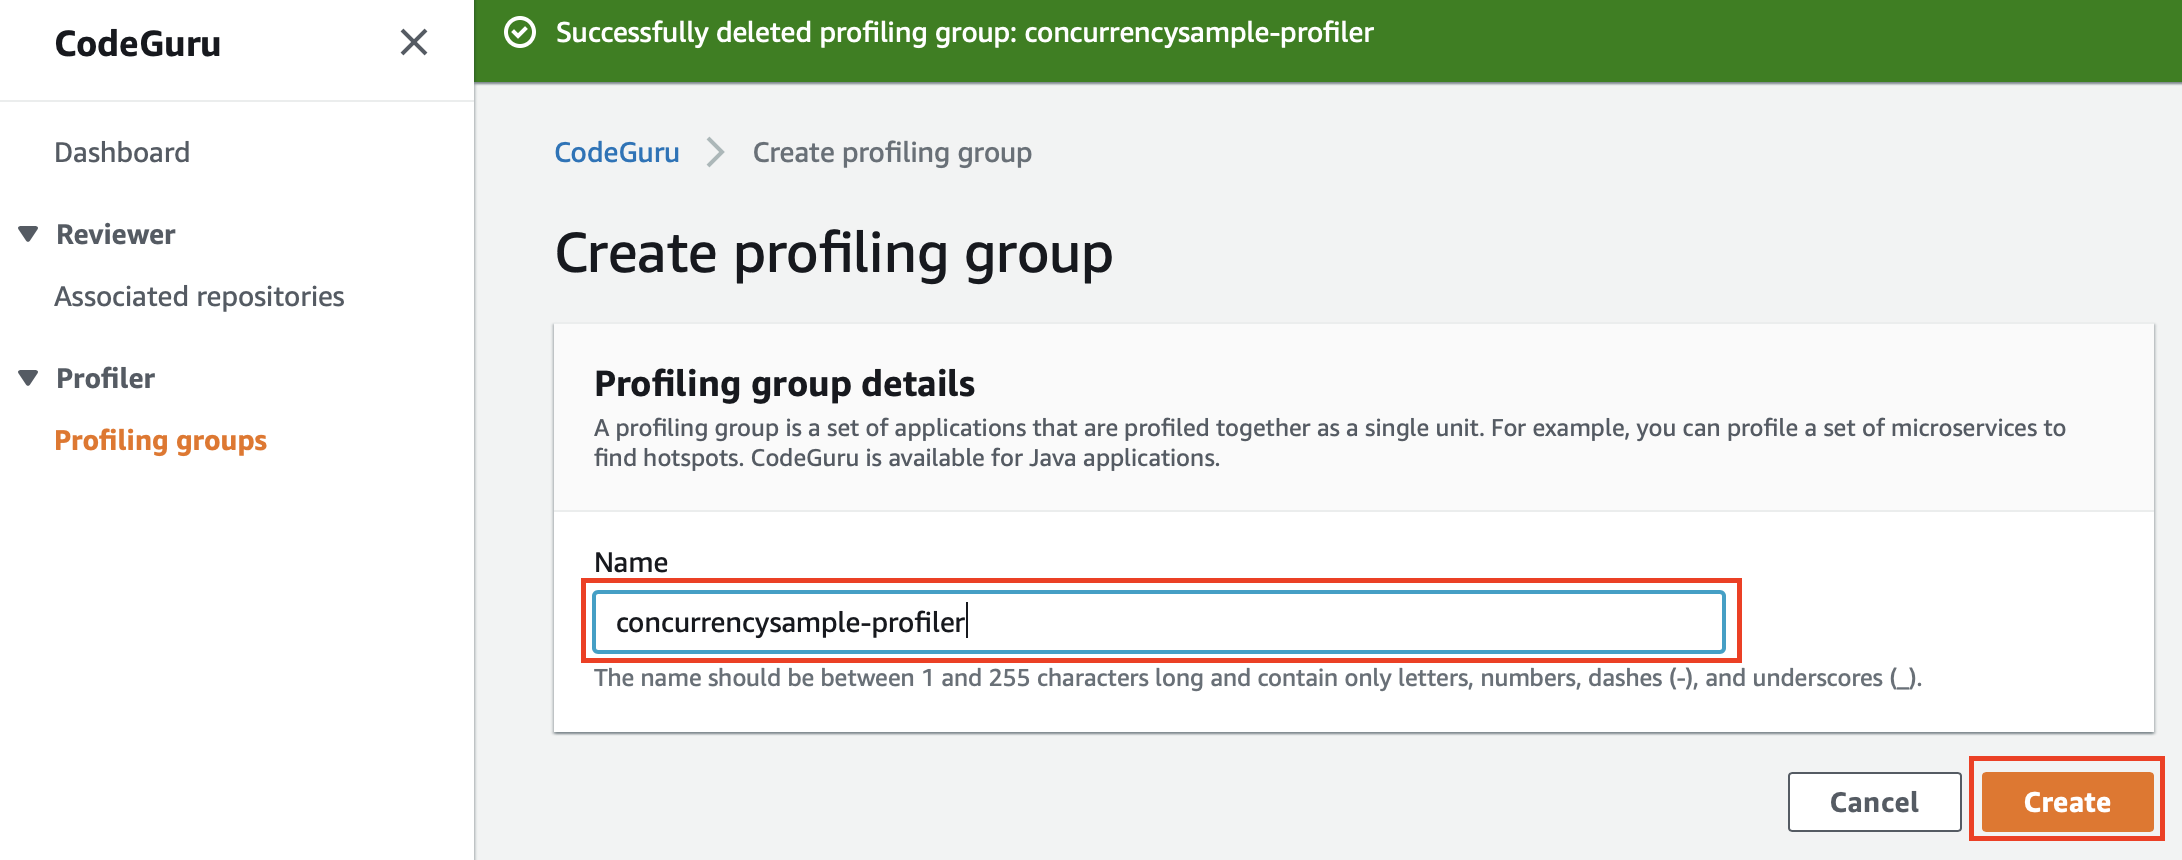 CodeGuru
Successfully deleted profiling group: concurrencysample-profiler
Dashboard
Reviewer
Associated repositories
Profiler
Profiling groups
CodeGuru
Create profiling group
Create profiling group
Profiling group details
A profiling group is a set of applications that are profiled together as a single unit. For example, you can profile a set of microservices to
find hotspots. CodeGuru is available for Java applications.
Name
concurrencysample-profiler
The name should be between 1 and 255 characters long and contain only letters, numbers, dashes (-), and underscores (_).
Cancel
Create